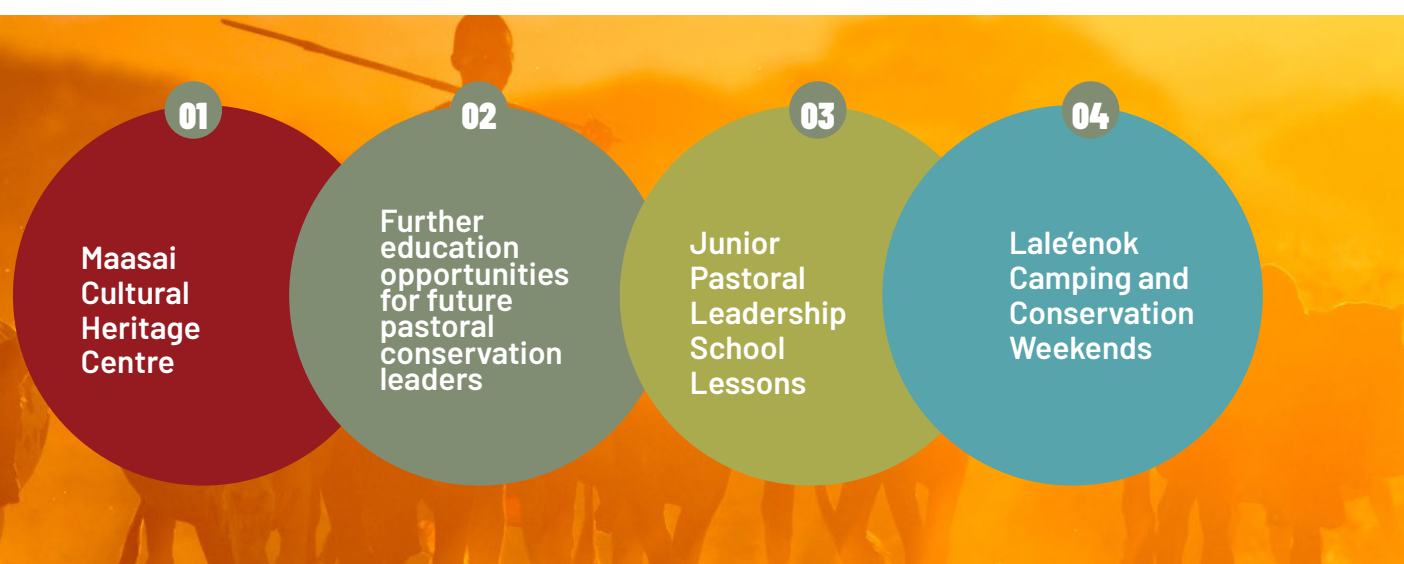 01
Maasai
Cultural
Heritage
Centre
02
Further
education
opportunities
for future
pastoral
conservation
leaders
03
Junior
Pastoral
Leadership
School
Lessons
04
Lale’enok
Camping and
Conservation
Weekends